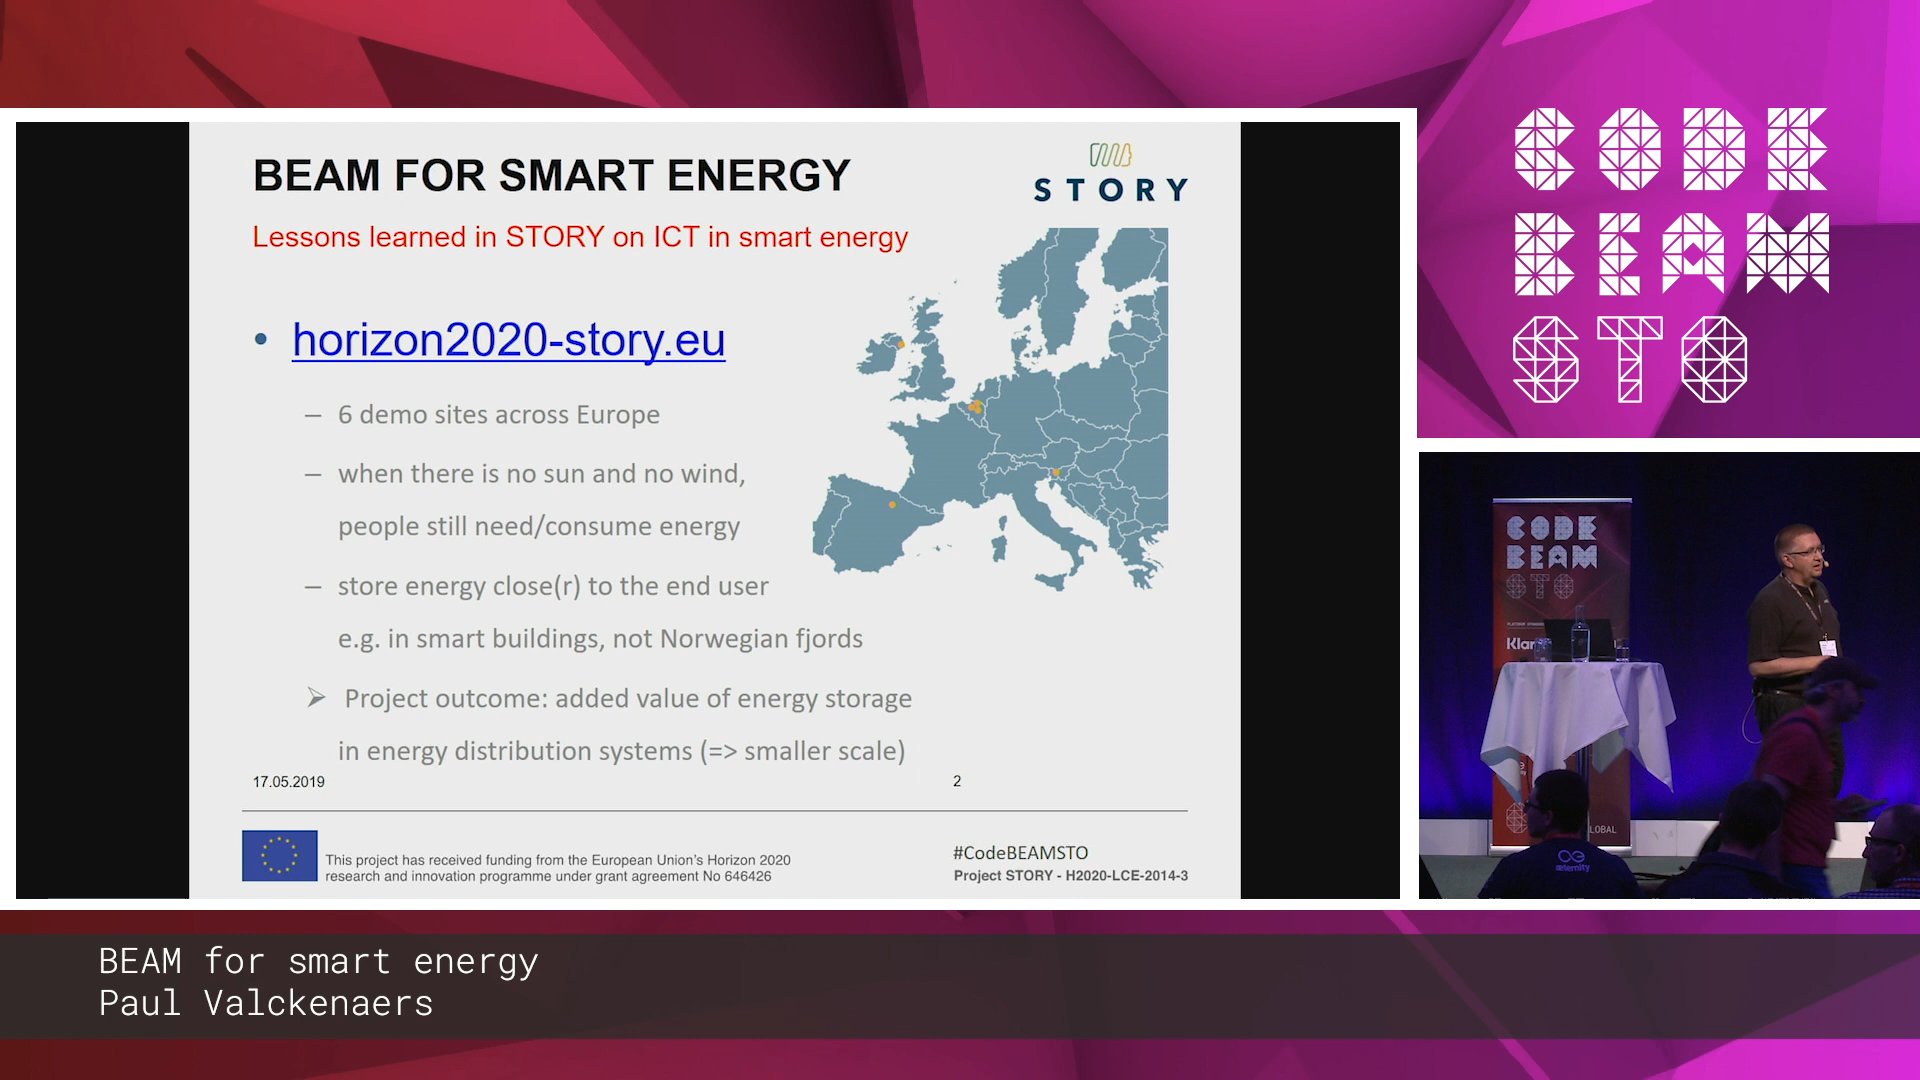 BEAM FOR SMART ENERGY
STORY
Lessons learned in STORY on ICT in smart energy
• horizon2020-story.eu
– 6 demo sites across Europe
– when there is no sun and no wind,
people still need/consume energy
– store energy close(r) to the end user
e.g. in smart buildings, not Norwegian fjords
➢ Project outcome: added value of energy storage
in energy distribution systems (=> smaller scale)
17.05.2019
2
This project has received funding from the European Union's Horizon 2020
research and innovation programme under grant agreement No 646426
#CodeBEAMSTO
Project STORY - H2020-LCE-2014-3
CODE
BEAM
STO
CODE
BEAM
STO
Klar
LOBAL
æternity
BEAM for smart energy
Paul Valckenaers